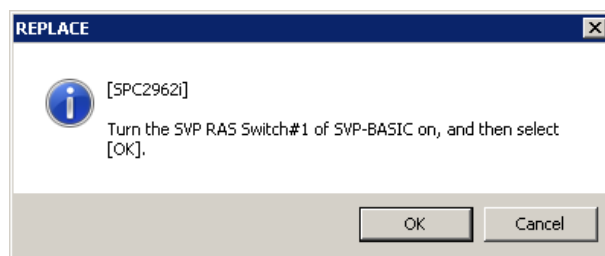 REPLACE
[SPC2962i]
Turn the SVP RAS Switch#1 of SVP-BASIC on, and then select
[OK].
OK
Cancel